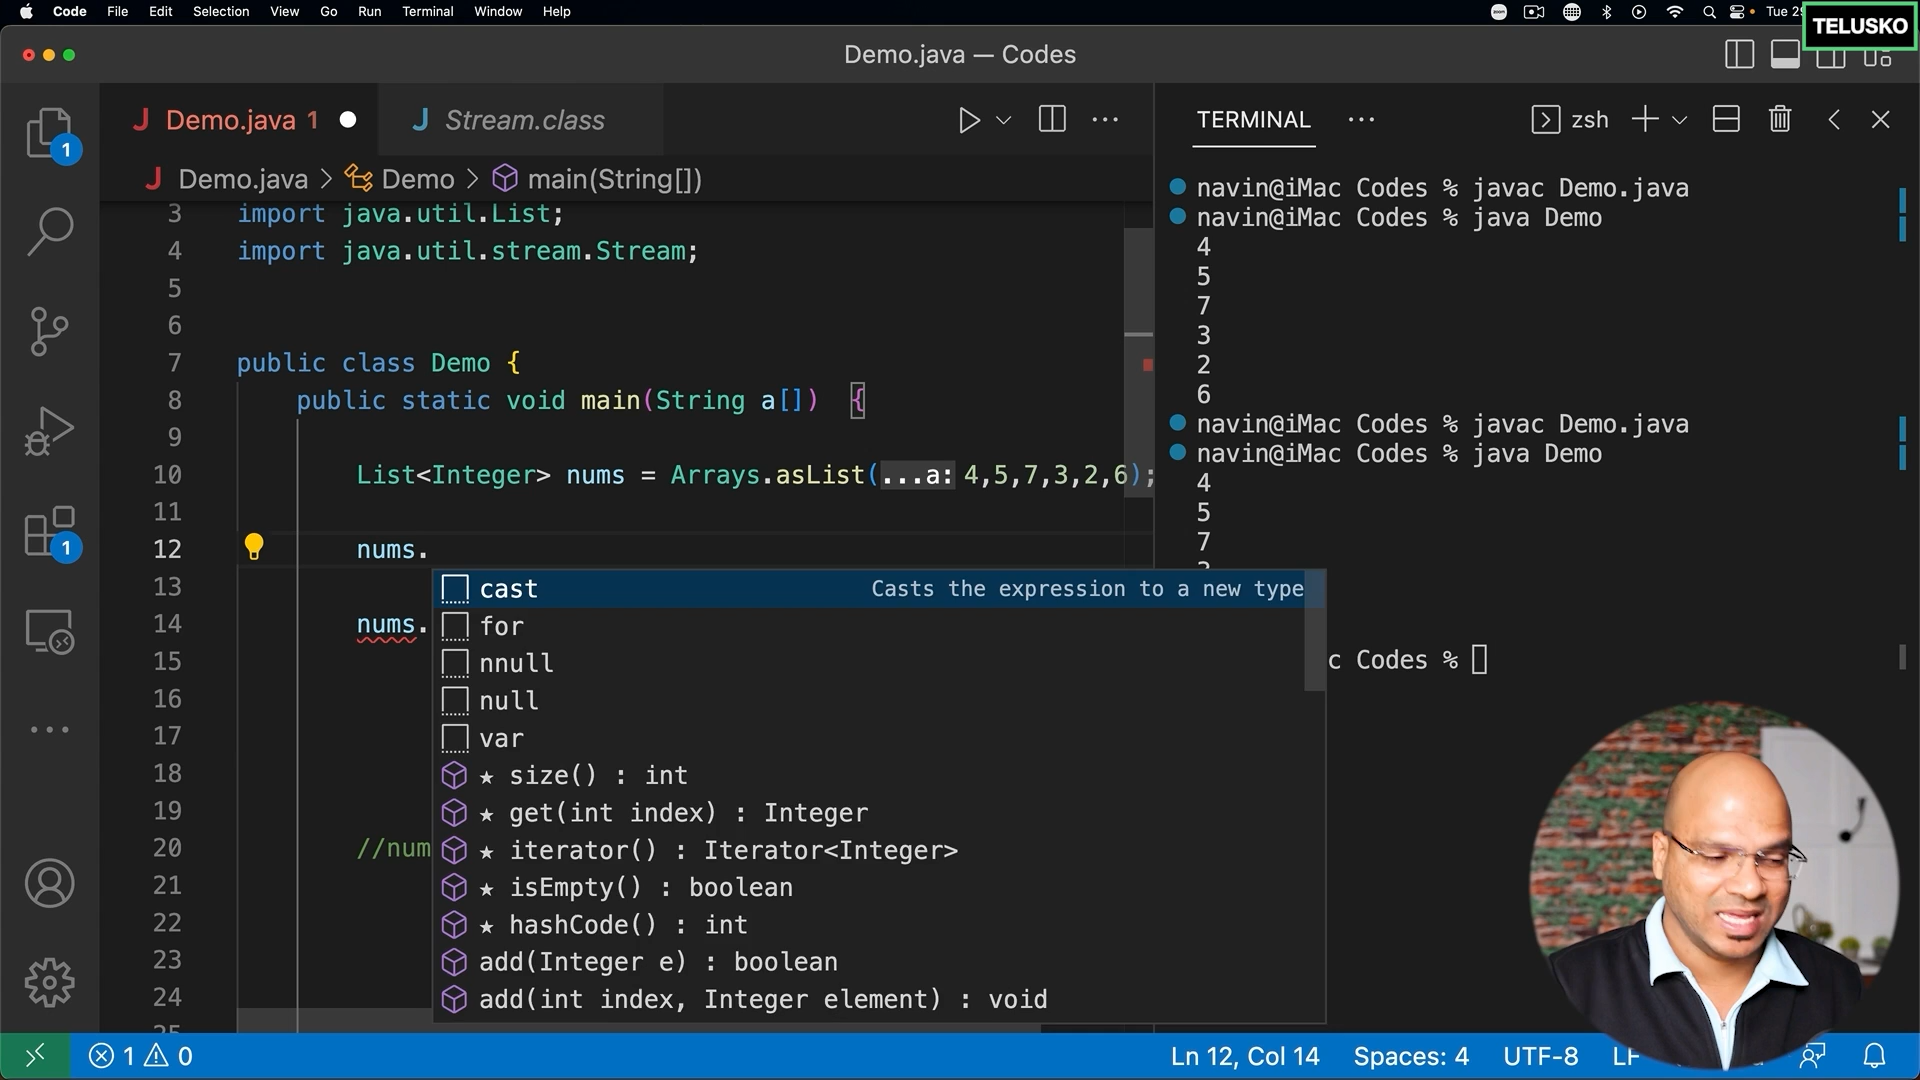 Code File Edit Selection View Go Run Terminal Window Help
Tue 2
TELUSKO
Demo.java — Codes
Demo.java 1
Stream.class
TERMINAL
zsh
Demo.java > Demo > main(String[])
3 import java.util.List;
4 import java.util.stream.Stream;
5
6
7 public class Demo {
8 public static void main(String a[]) {
9
10 List<Integer> nums = Arrays.asList(...a: 4,5,7,3,2,6);
11
12 nums.
13
14 nums.
15
16
17
18
19
20 //num
21
22
23
24
25
cast Casts the expression to a new type
for
nnull
null
var
★ size() : int
★ get(int index) : Integer
★ iterator() : Iterator<Integer>
★ isEmpty() : boolean
★ hashCode() : int
add(Integer e) : boolean
add(int index, Integer element) : void
navin@iMac Codes % javac Demo.java
navin@iMac Codes % java Demo
4
5
7
3
2
6
navin@iMac Codes % javac Demo.java
navin@iMac Codes % java Demo
4
5
7
c Codes %
1
1
1 0
Ln 12, Col 14 Spaces: 4 UTF-8 LF